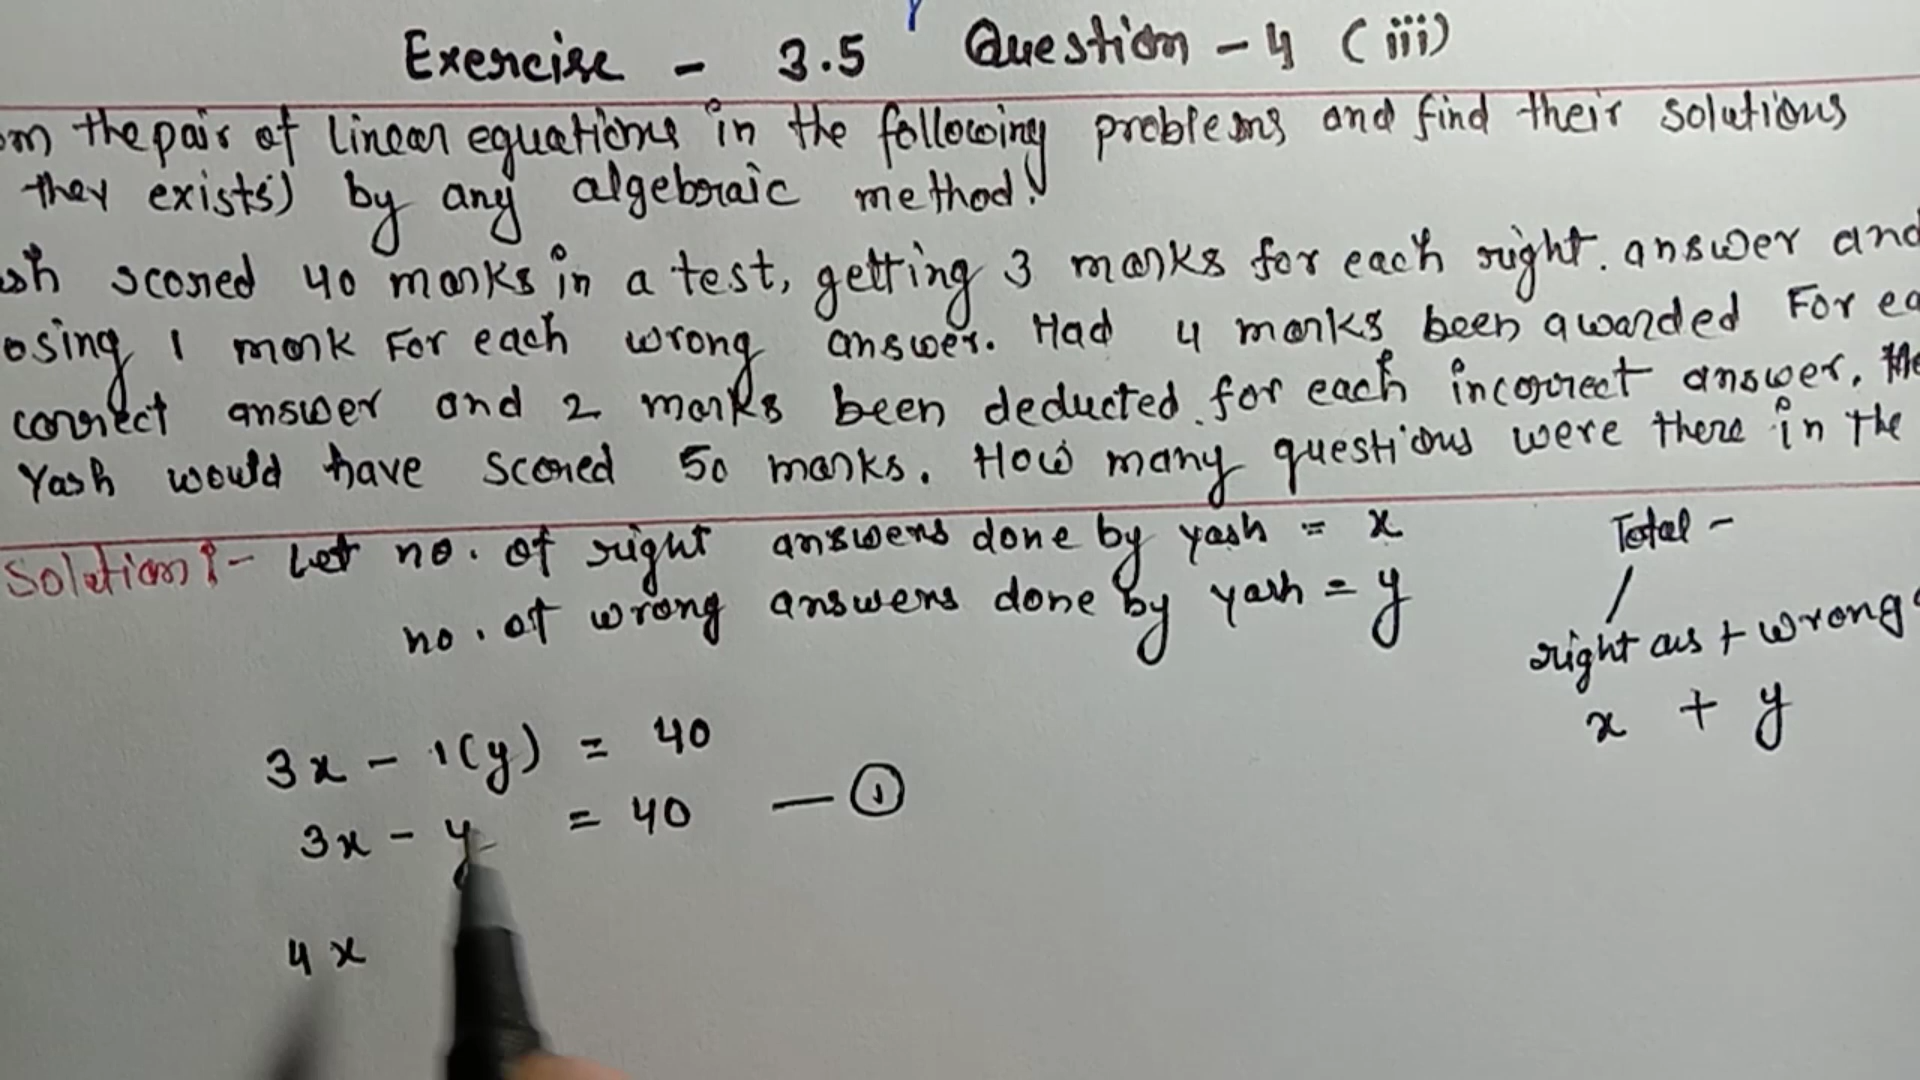 Exercise - 3.5 Question - 4 (iii)
the pair of linear equations in the following problems and find their solutions
they exists) by any algebraic method.
scored 40 marks in a test, getting 3 marks for each right. answer and
osing 1 mark For each wrong answer. Had 4 marks been awarded For ea
correct answer and 2 marks been deducted for each incorrect answer, the
Yash would have scored 50 marks. How many questions were there in the
Solution :- Let no. of right answers done by yash = x
no. of wrong answers done by yash = y
Total -
right ans + wrong
x + y
3x - 1(y) = 40
3x - y = 40 — ①
4x